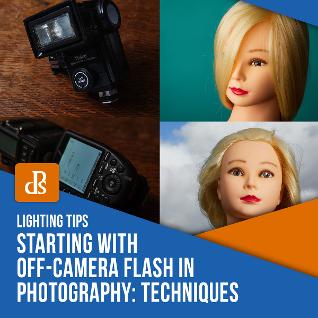 dPS
LIGHTING TIPS
STARTING WITH
OFF-CAMERA FLASH IN
PHOTOGRAPHY: TECHNIQUES